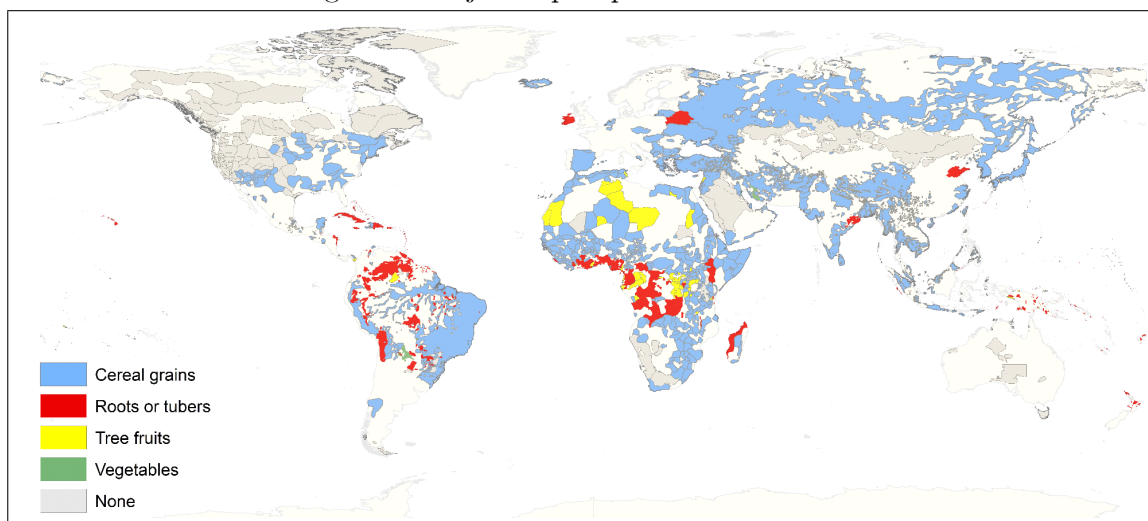 Cereal grains
Roots or tubers
Tree fruits
Vegetables
None